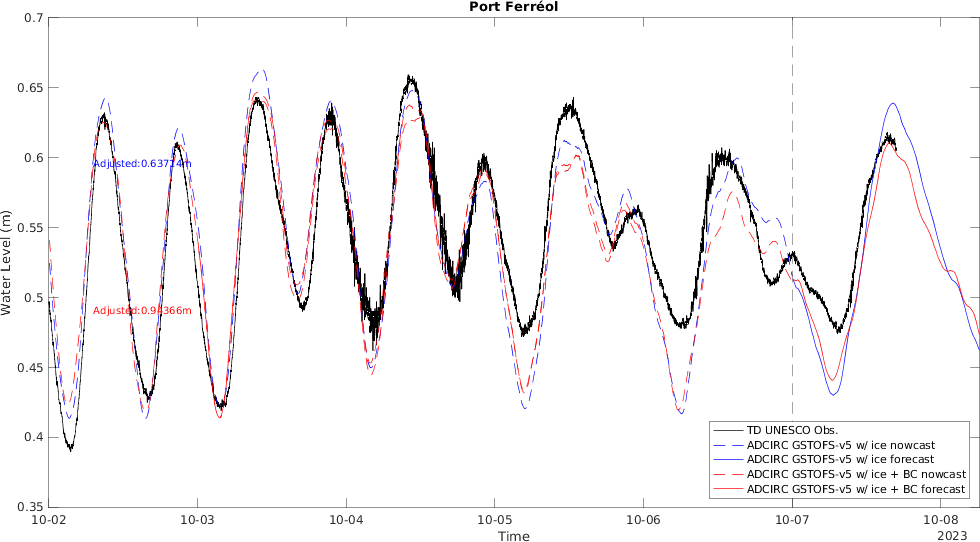 Port Ferréol
0.7
0.65
0.6
0.55
0.5
0.45
0.4
0.35
Water Level (m)
Adjusted:0.63714m
Adjusted:0.94366m
TD UNESCO Obs.
ADCIRC GSTOFS-v5 w/ ice nowcast
ADCIRC GSTOFS-v5 w/ ice forecast
ADCIRC GSTOFS-v5 w/ ice + BC nowcast
ADCIRC GSTOFS-v5 w/ ice + BC forecast
10-02 10-03 10-04 10-05 10-06 10-07 10-08
Time
2023